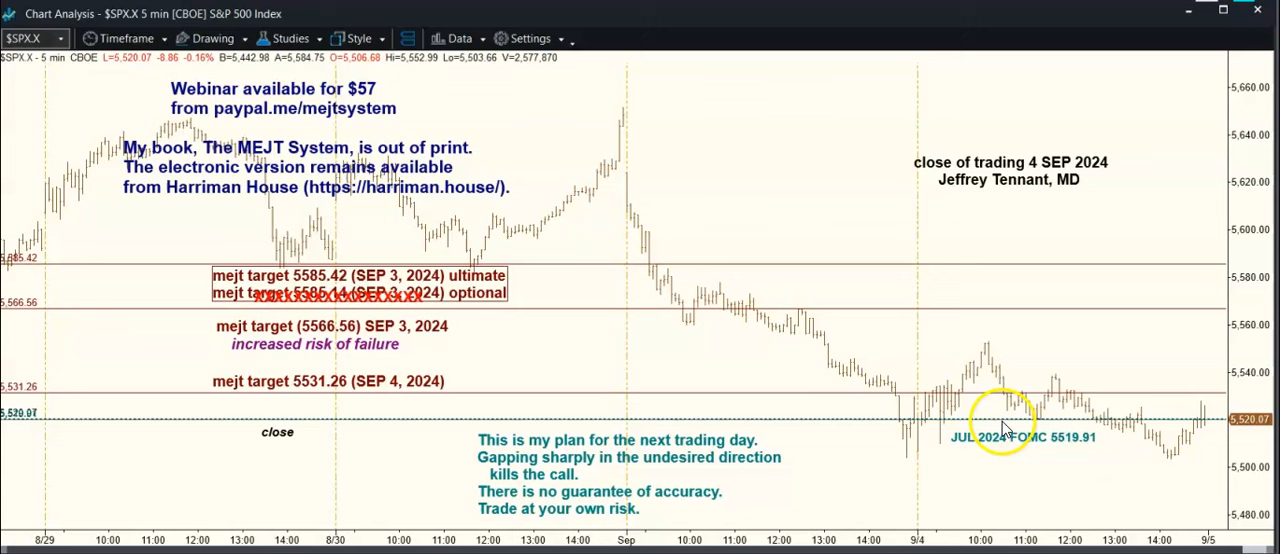 Chart Analysis - $SPX.X 5 min [CBOE] S&P 500 Index
$SPX.X Timeframe Drawing Studies Style Data Settings
$SPX.X - 5 min CBOE L=5,520.07 -8.86 -0.16% B=5,442.98 A=5,584.75 O=5,506.68 Hi=5,552.99 Lo=5,503.66 V=2,577,870
Webinar available for $57
from paypal.me/mejtsystem
My book, The MEJT System, is out of print.
The electronic version remains available
from Harriman House (https://harriman.house/).
close of trading 4 SEP 2024
Jeffrey Tennant, MD
mejt target 5585.42 (SEP 3, 2024) ultimate
mejt target 5585.14 (SEP 3, 2024) optional
5,566.56
mejt target (5566.56) SEP 3, 2024
increased risk of failure
mejt target 5531.26 (SEP 4, 2024)
5,531.26
close
JUL 2024 FOMC 5519.91
This is my plan for the next trading day.
Gapping sharply in the undesired direction
kills the call.
There is no guarantee of accuracy.
Trade at your own risk.
5,660.00
5,640.00
5,620.00
5,600.00
5,580.00
5,560.00
5,540.00
5,520.07
5,500.00
5,480.00
8/29 10:00 11:00 12:00 13:00 14:00 8/30 10:00 11:00 12:00 13:00 14:00 Sep 10:00 11:00 12:00 13:00 14:00 9/4 10:00 11:00 12:00 13:00 14:00 9/5